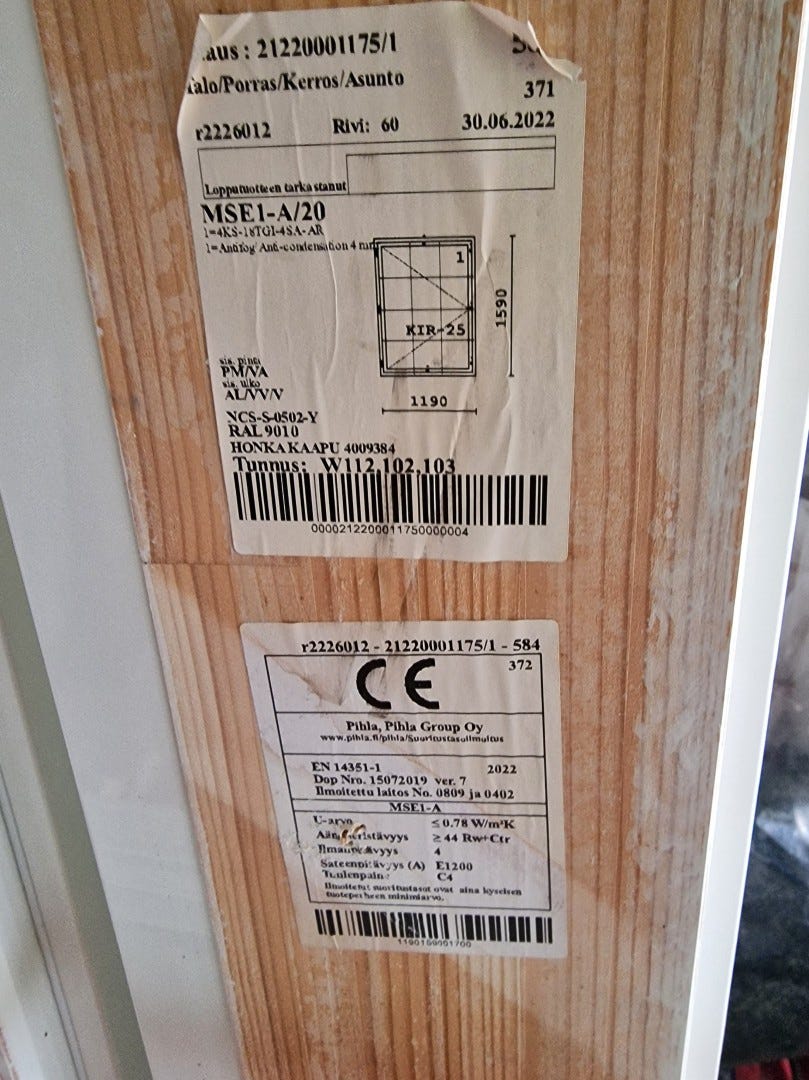 aus : 21220001175/1
alo/Porras/Kerros/Asunto
371
r2226012 Rivi: 60 30.06.2022
Lopputuotteen tarkastanut
MSE1-A/20
1=4KS-18TGI-4SA-AR
1=Antifog/Anti-condensation 4
1
KIR-25
1590
1190
sis. pinta
PM/VA
sis. ulko
AL/VV/V
NCS-S-0502-Y
RAL 9010
HONKA KAAPU 4009384
Tunnus: W112,102,103
0000212200011750000004
r2226012 - 21220001175/1 - 584
372
CE
Pihla, Pihla Group Oy
www.pihla.fi/pihla/Suoritustasoilmoitus
EN 14351-1 2022
Dop Nro. 15072019 ver. 7
Ilmoitettu laitos No. 0809 ja 0402
MSE1-A
U-arvo ≤ 0.78 W/m²K
≥ 44 Rw+Ctr
4
Sateenpitävyys (A) E1200
C4
Ilmoitetut suoritustasot ovat aina kyseisen
tuoteperheen minimiarvo.